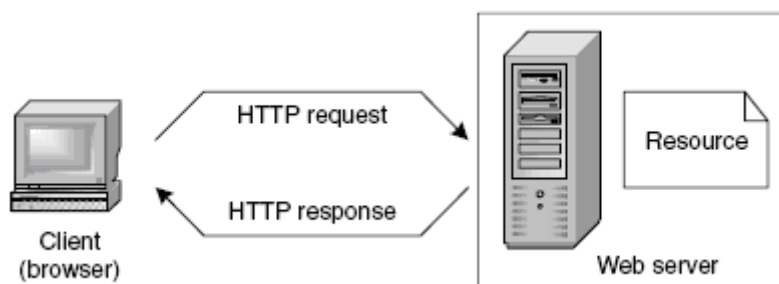 HTTP request
Resource
HTTP response
Client
(browser)
Web server